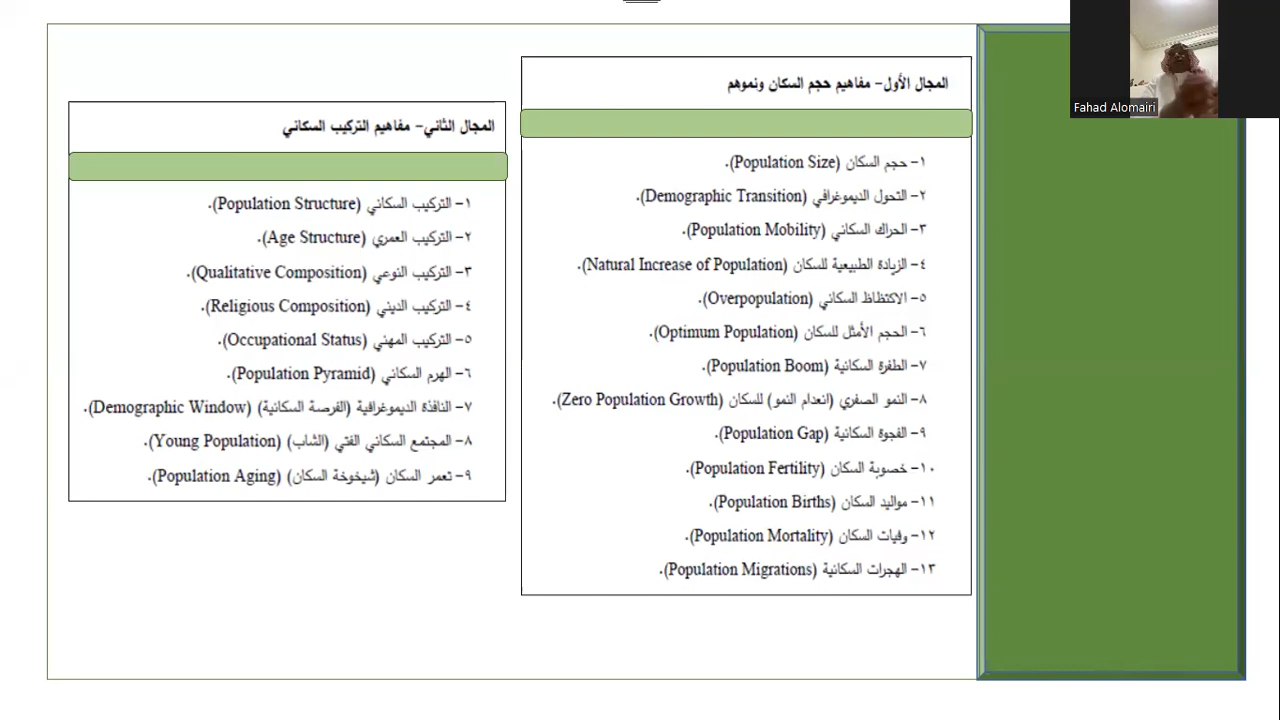 Fahad Alomairi
المجال الأول- مفاهيم حجم السكان ونموهم
١- حجم السكان (Population Size).
٢- التحول الديموغرافي (Demographic Transition).
٣- الحراك السكاني (Population Mobility).
٤- الزيادة الطبيعية للسكان (Natural Increase of Population).
٥- الاكتظاظ السكاني (Overpopulation).
٦- الحجم الأمثل للسكان (Optimum Population).
٧- الطفرة السكانية (Population Boom).
٨- النمو الصفري (انعدام النمو) للسكان (Zero Population Growth).
٩- الفجوة السكانية (Population Gap).
١٠- خصوبة السكان (Population Fertility).
١١- مواليد السكان (Population Births).
١٢- وفيات السكان (Population Mortality).
١٣- الهجرات السكانية (Population Migrations).
المجال الثاني- مفاهيم التركيب السكاني
١- التركيب السكاني (Population Structure).
٢- التركيب العمري (Age Structure).
٣- التركيب النوعي (Qualitative Composition).
٤- التركيب الديني (Religious Composition).
٥- التركيب المهني (Occupational Status).
٦- الهرم السكاني (Population Pyramid).
٧- النافذة الديموغرافية (الفرصة السكانية) (Demographic Window).
٨- المجتمع السكاني الفتي (الشاب) (Young Population).
٩- تعمر السكان (شيخوخة السكان) (Population Aging).